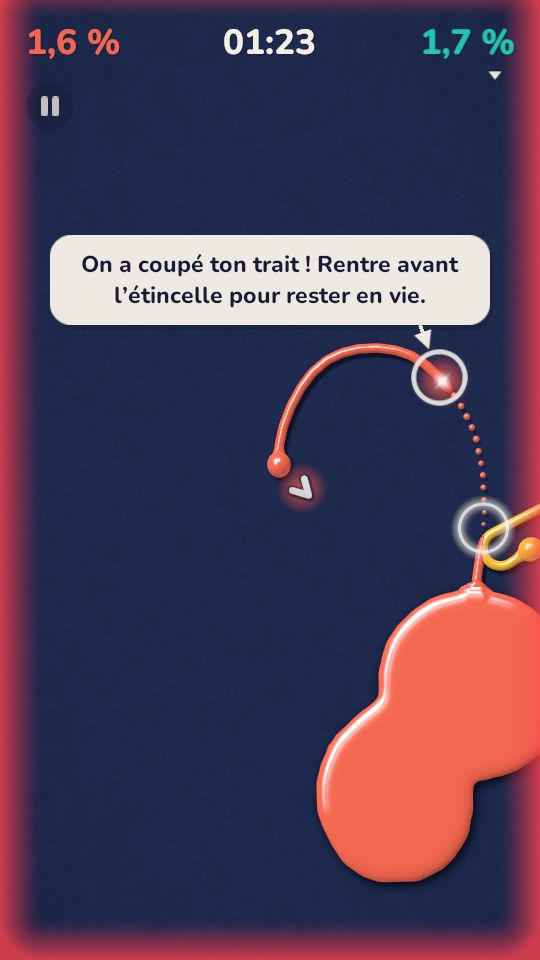 1,6 % 01:23 1,7 %
On a coupé ton trait ! Rentre avant
l’étincelle pour rester en vie.